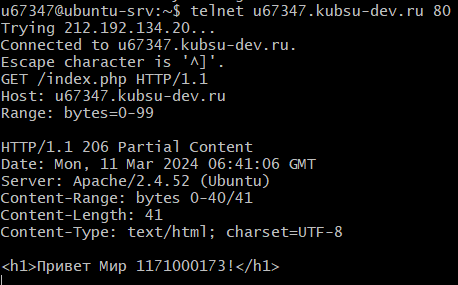 u67347@ubuntu-srv:~$ telnet u67347.kubsu-dev.ru 80
Trying 212.192.134.20...
Connected to u67347.kubsu-dev.ru.
Escape character is '^]'.
GET /index.php HTTP/1.1
Host: u67347.kubsu-dev.ru
Range: bytes=0-99

HTTP/1.1 206 Partial Content
Date: Mon, 11 Mar 2024 06:41:06 GMT
Server: Apache/2.4.52 (Ubuntu)
Content-Range: bytes 0-40/41
Content-Length: 41
Content-Type: text/html; charset=UTF-8

<h1>Привет Мир 1171000173!</h1>